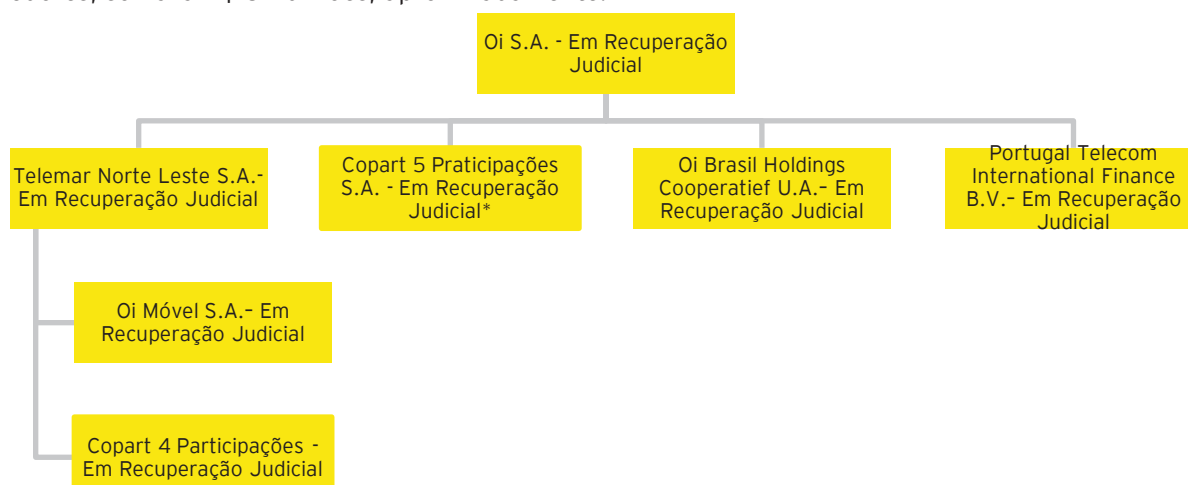 Oi S.A. - Em Recuperação
Judicial
Telemar Norte Leste S.A.-
Em Recuperação Judicial
Copart 5 Praticipações
S.A. - Em Recuperação
Judicial*
Oi Brasil Holdings
Cooperatief U.A.– Em
Recuperação Judicial
Portugal Telecom
International Finance
B.V.– Em Recuperação
Judicial
Oi Móvel S.A.– Em
Recuperação Judicial
Copart 4 Participações -
Em Recuperação Judicial